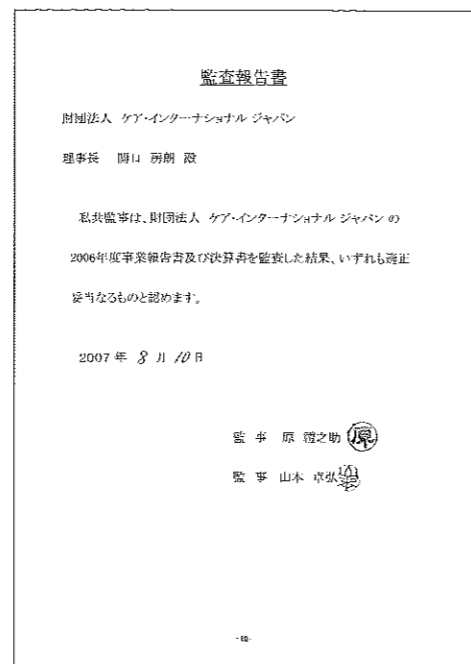 監査報告書
財団法人 ケア・インターナショナル ジャパン
理事長 関口 房朗 殿
私共監事は、財団法人 ケア・インターナショナル ジャパン の
2006年度事業報告書及び決算書を監査した結果、いずれも適正
妥当なるものと認めます。
2007 年 8 月 10 日
監 事 原 禮之助 原
監 事 山本 卓弘